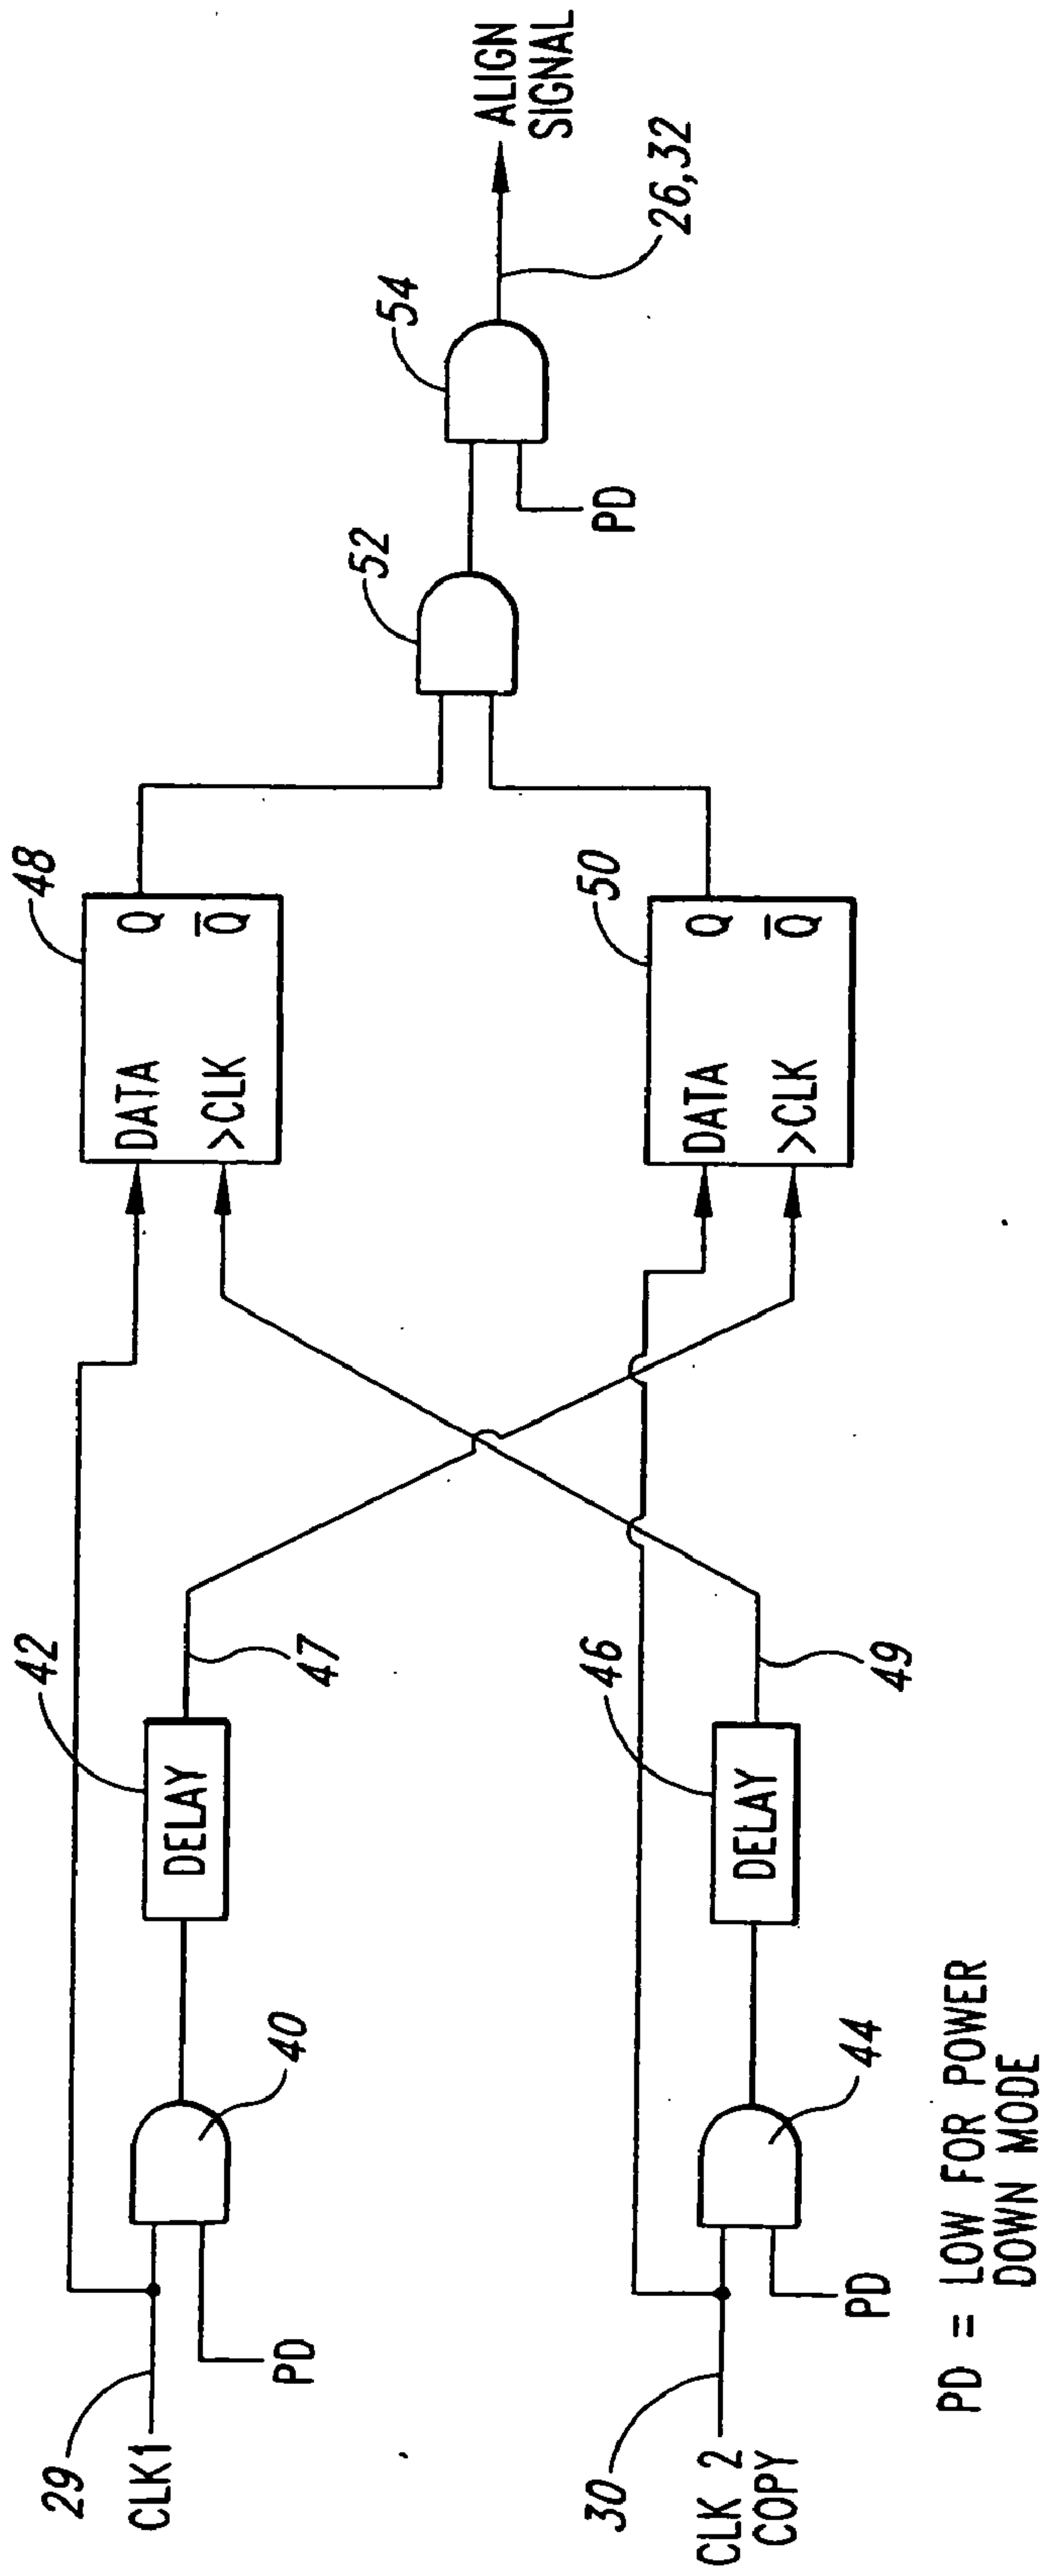 29
CLK1
PD
40
42
DELAY
47
48
DATA
Q
>CLK
Q̅
30
CLK 2
COPY
PD
44
46
DELAY
49
50
DATA
Q
>CLK
Q̅
52
54
PD
26,32
ALIGN
SIGNAL
PD = LOW FOR POWER
DOWN MODE